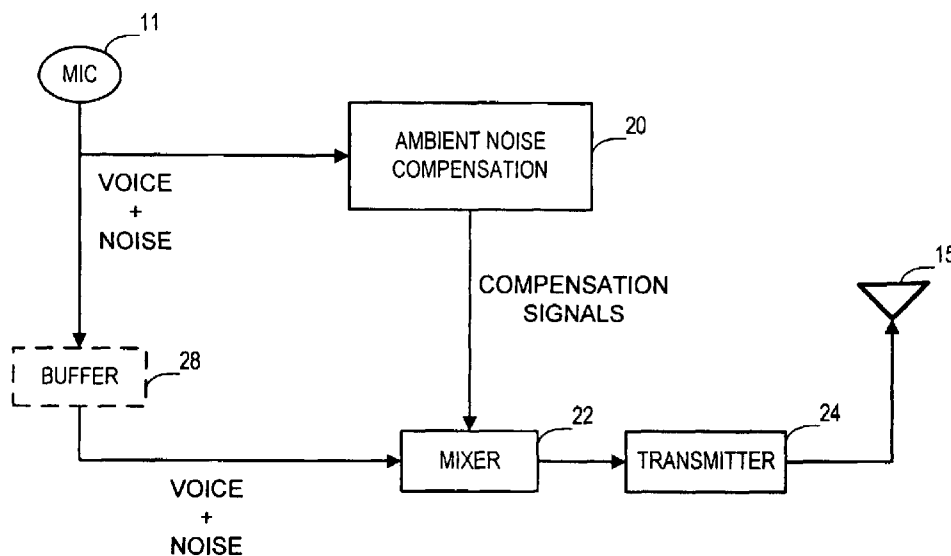 11
MIC
20
AMBIENT NOISE
COMPENSATION
VOICE
+
NOISE
COMPENSATION
SIGNALS
15
BUFFER
28
22
24
MIXER
TRANSMITTER
VOICE
+
NOISE